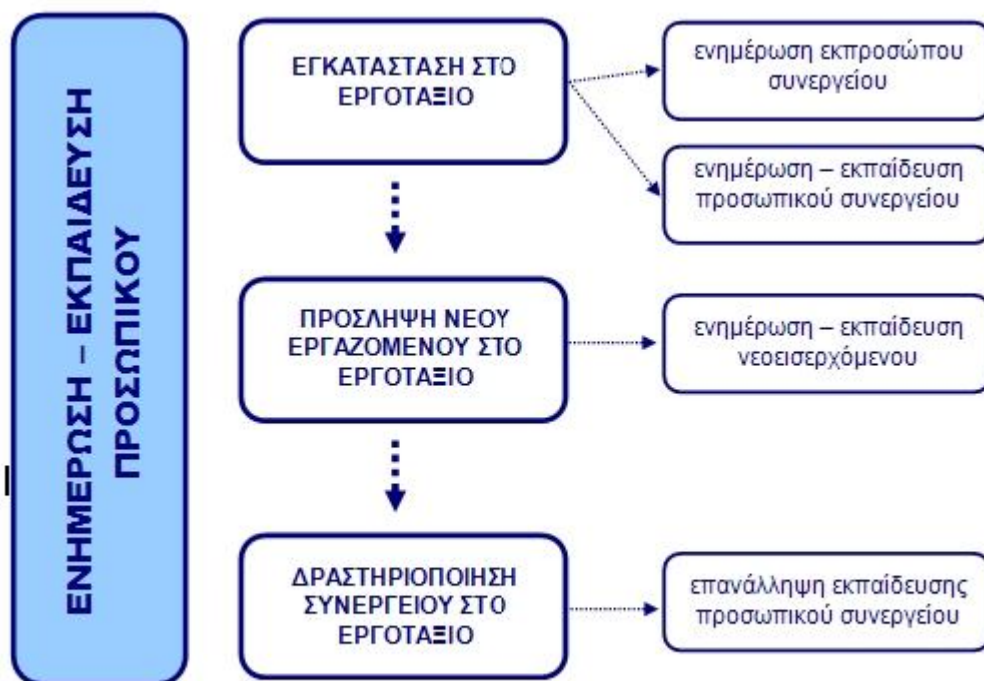 ΕΝΗΜΕΡΩΣΗ – ΕΚΠΑΙΔΕΥΣΗ
ΠΡΟΣΩΠΙΚΟΥ
ΕΓΚΑΤΑΣΤΑΣΗ ΣΤΟ
ΕΡΓΟΤΑΞΙΟ
ενημέρωση εκπροσώπου
συνεργείου
ενημέρωση – εκπαίδευση
προσωπικού συνεργείου
ΠΡΟΣΛΗΨΗ ΝΕΟΥ
ΕΡΓΑΖΟΜΕΝΟΥ ΣΤΟ
ΕΡΓΟΤΑΞΙΟ
ενημέρωση – εκπαίδευση
νεοεισερχόμενου
ΔΡΑΣΤΗΡΙΟΠΟΙΗΣΗ
ΣΥΝΕΡΓΕΙΟΥ ΣΤΟ
ΕΡΓΟΤΑΞΙΟ
επανάλληψη εκπαίδευσης
προσωπικού συνεργείου